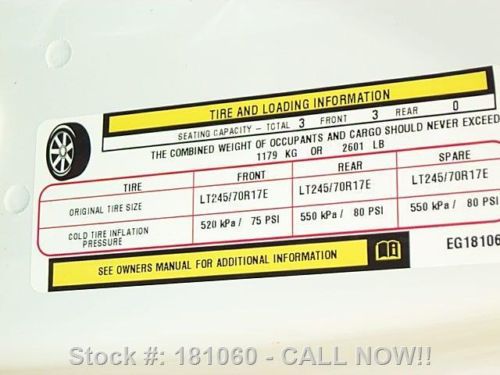 TIRE AND LOADING INFORMATION
SEATING CAPACITY - TOTAL 3 FRONT 3 REAR 0
THE COMBINED WEIGHT OF OCCUPANTS AND CARGO SHOULD NEVER EXCEED
1179 KG OR 2601 LB
TIRE FRONT REAR SPARE
ORIGINAL TIRE SIZE LT245/70R17E LT245/70R17E LT245/70R17E
COLD TIRE INFLATION PRESSURE 520 kPa / 75 PSI 550 kPa / 80 PSI 550 kPa / 80 PSI
SEE OWNERS MANUAL FOR ADDITIONAL INFORMATION
EG18106
Stock #: 181060 - CALL NOW!!